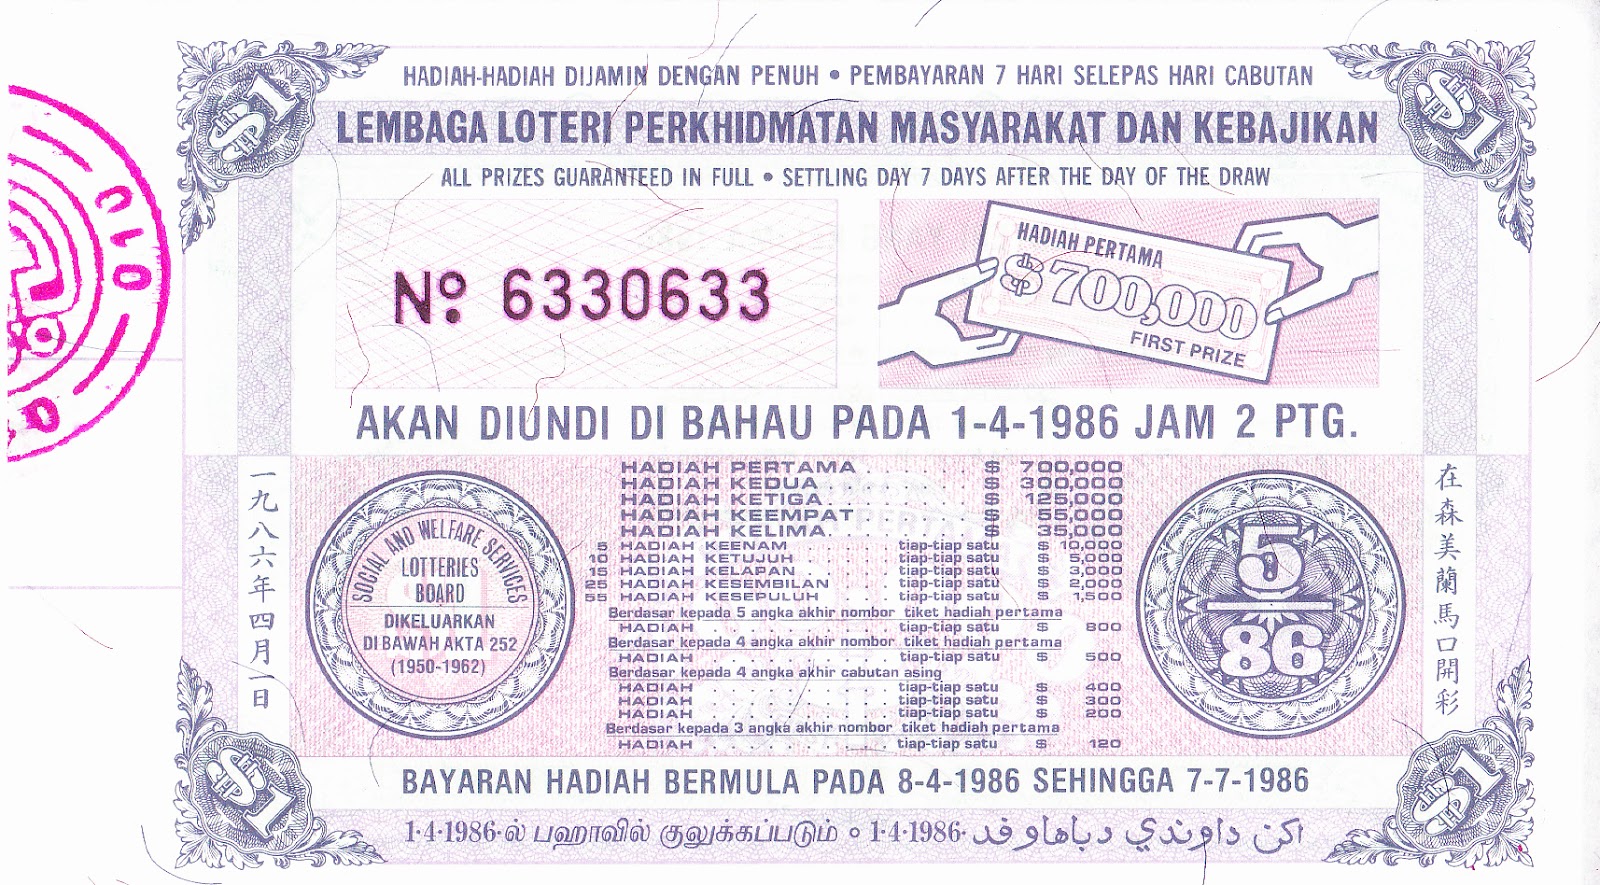 $1
$1
HADIAH-HADIAH DIJAMIN DENGAN PENUH • PEMBAYARAN 7 HARI SELEPAS HARI CABUTAN
LEMBAGA LOTERI PERKHIDMATAN MASYARAKAT DAN KEBAJIKAN
ALL PRIZES GUARANTEED IN FULL • SETTLING DAY 7 DAYS AFTER THE DAY OF THE DRAW
No. 6330633
HADIAH PERTAMA
$700,000
FIRST PRIZE
AKAN DIUNDI DI BAHAU PADA 1-4-1986 JAM 2 PTG.
一九八六年四月一日
SOCIAL AND WELFARE SERVICES
LOTTERIES
BOARD
DIKELUARKAN
DI BAWAH AKTA 252
(1950-1962)
HADIAH PERTAMA . . . . . . . $ 700,000
HADIAH KEDUA . . . . . . . $ 300,000
HADIAH KETIGA . . . . . . . $ 125,000
HADIAH KEEMPAT . . . . . . . $ 55,000
HADIAH KELIMA . . . . . . . $ 35,000
5 HADIAH KEENAM . . . . . tiap-tiap satu $ 10,000
10 HADIAH KETUJUH . . . . . tiap-tiap satu $ 5,000
15 HADIAH KELAPAN . . . . . tiap-tiap satu $ 3,000
25 HADIAH KESEMBILAN . . . . tiap-tiap satu $ 2,000
55 HADIAH KESEPULUH . . . . tiap-tiap satu $ 1,500
Berdasar kepada 5 angka akhir nombor tiket hadiah pertama
HADIAH . . . . . . . . . tiap-tiap satu $ 800
Berdasar kepada 4 angka akhir nombor tiket hadiah pertama
HADIAH . . . . . . . . . tiap-tiap satu $ 500
Berdasar kepada 4 angka akhir cabutan asing
HADIAH . . . . . . . . . tiap-tiap satu $ 400
HADIAH . . . . . . . . . tiap-tiap satu $ 300
HADIAH . . . . . . . . . tiap-tiap satu $ 200
Berdasar kepada 3 angka akhir nombor tiket hadiah pertama
HADIAH . . . . . . . . . tiap-tiap satu $ 120
5
86
在森美蘭馬口開彩
BAYARAN HADIAH BERMULA PADA 8-4-1986 SEHINGGA 7-7-1986
1·4·1986·ல் பஹாவில் குலுக்கப்படும் ○ 1·4·1986· اکن داوندي دباهاو ڤد
$1
$1